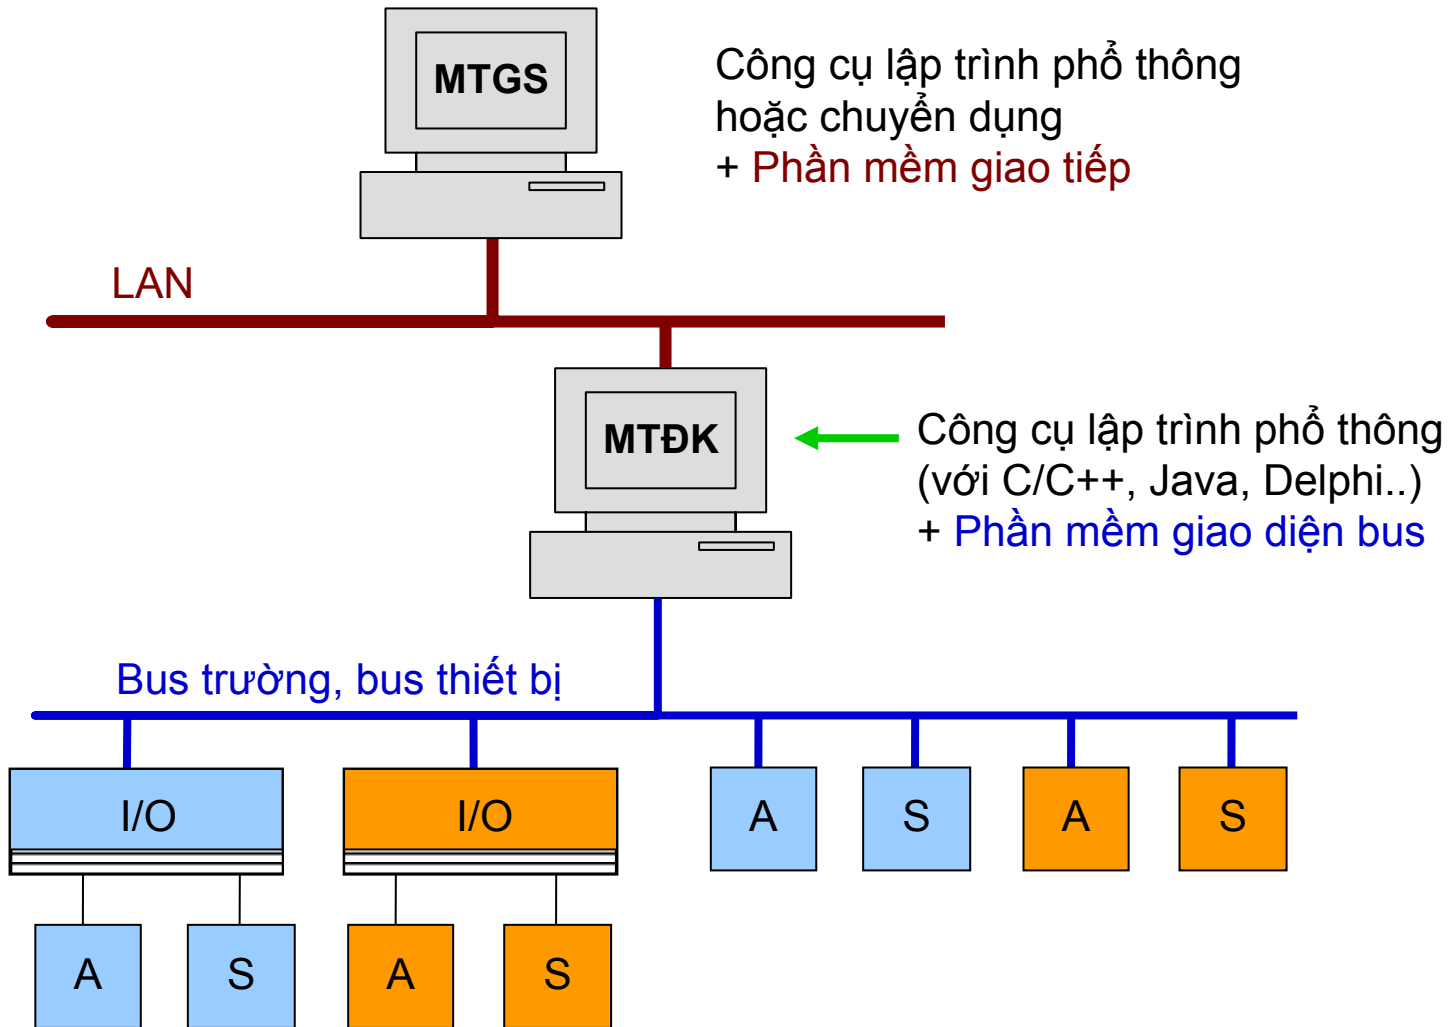 MTGS
Công cụ lập trình phổ thông
hoặc chuyển dụng
+ Phần mềm giao tiếp
LAN
MTĐK
Công cụ lập trình phổ thông
(với C/C++, Java, Delphi..)
+ Phần mềm giao diện bus
Bus trường, bus thiết bị
I/O I/O A S A S
A S A S